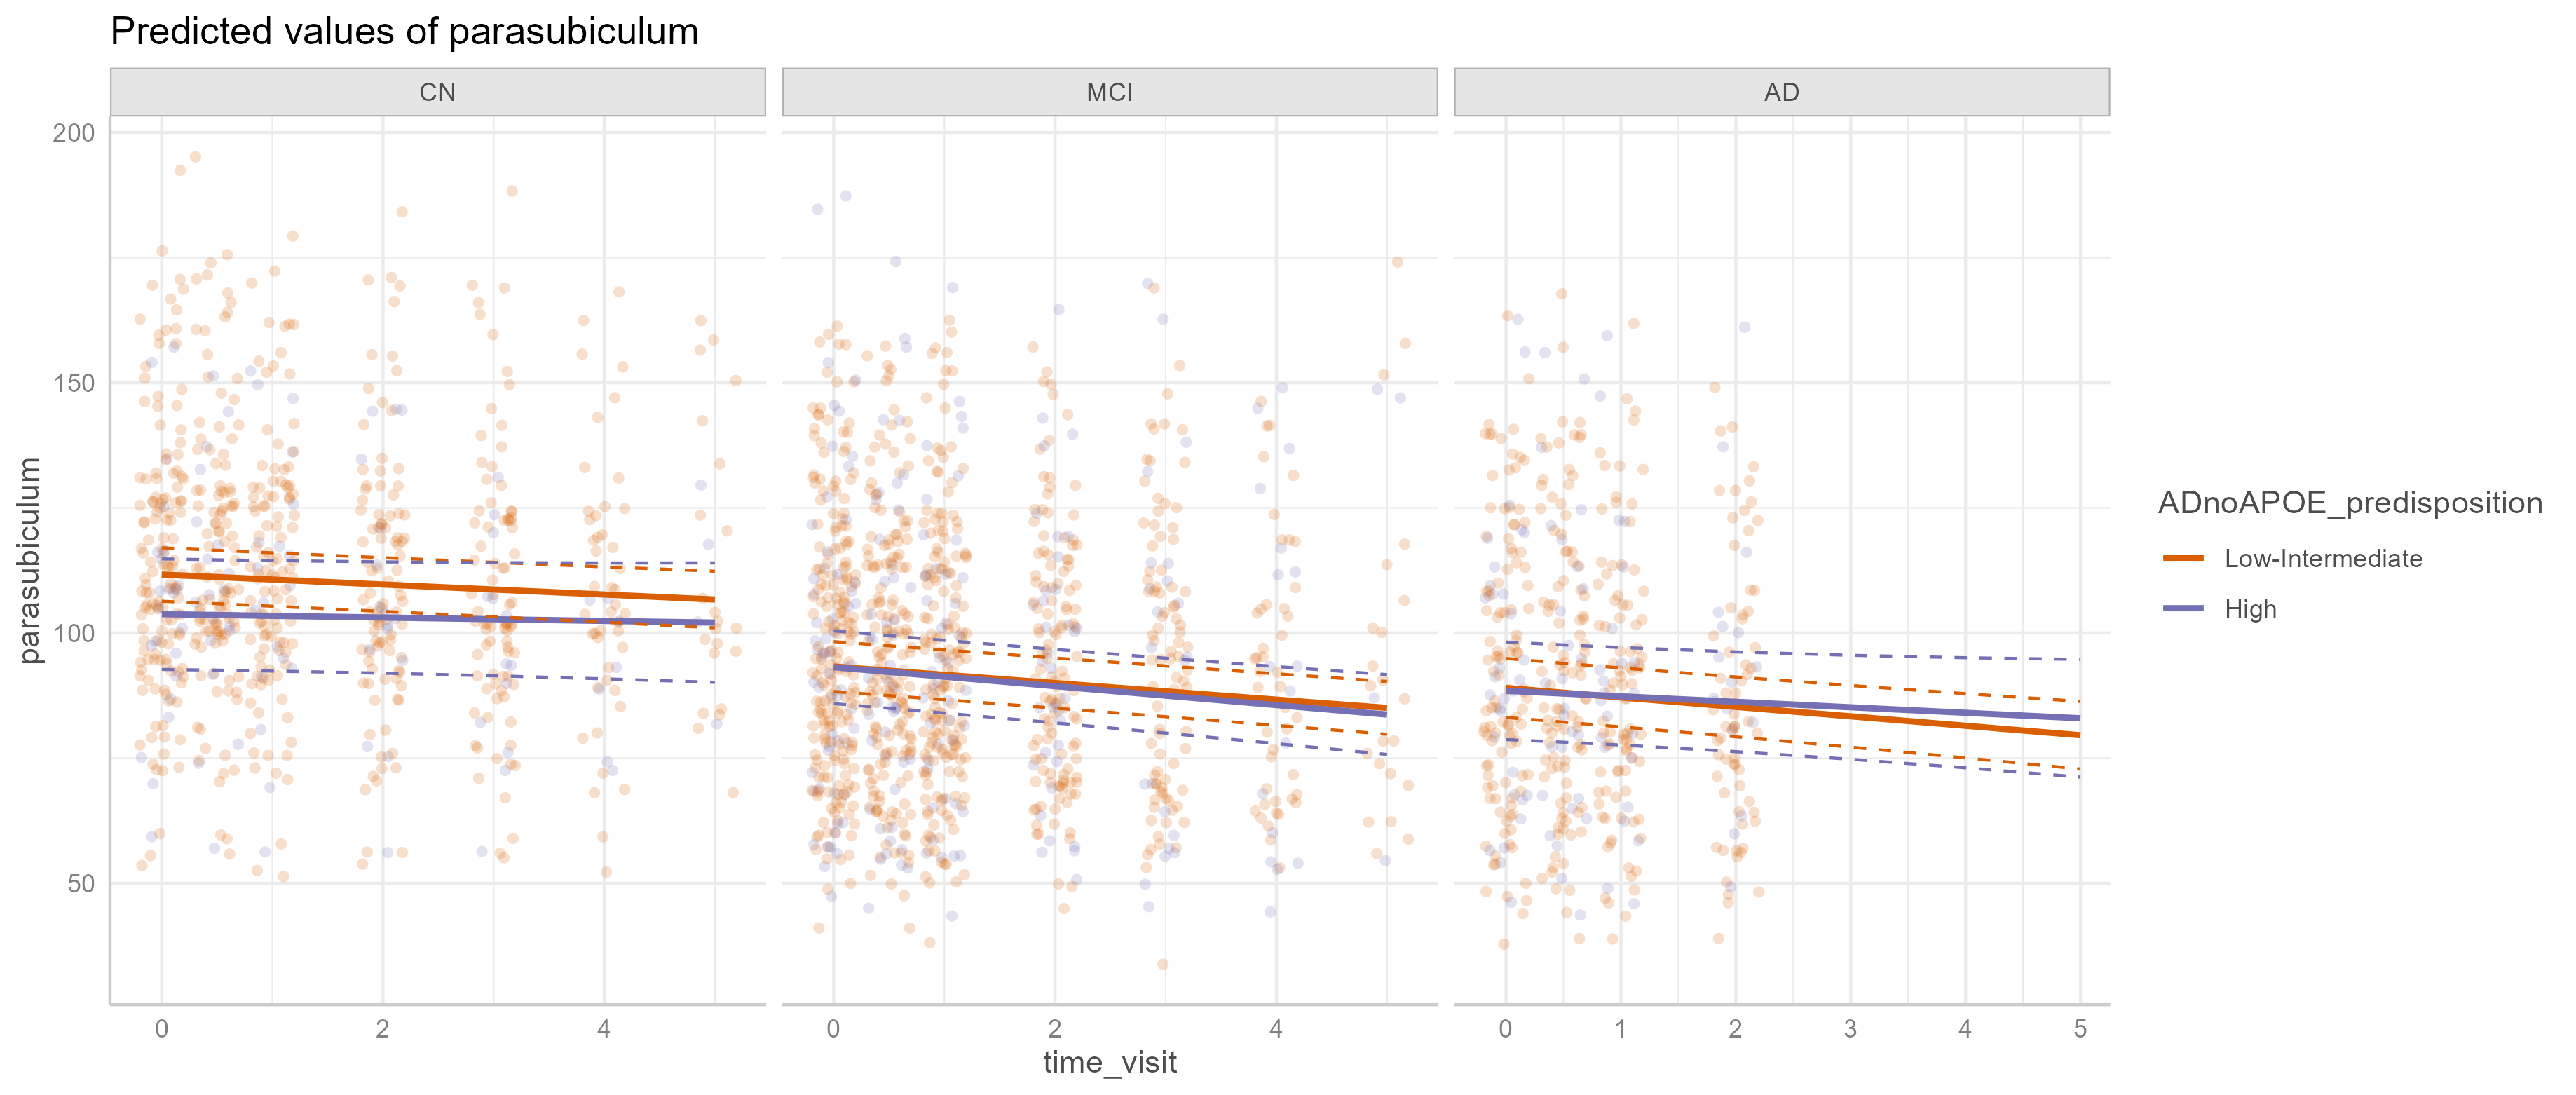 Predicted values of parasubiculum
CN
MCI
AD
200
150
100
50
parasubiculum
0
2
4
0
2
4
0
1
2
3
4
5
time_visit
ADnoAPOE_predisposition
Low-Intermediate
High